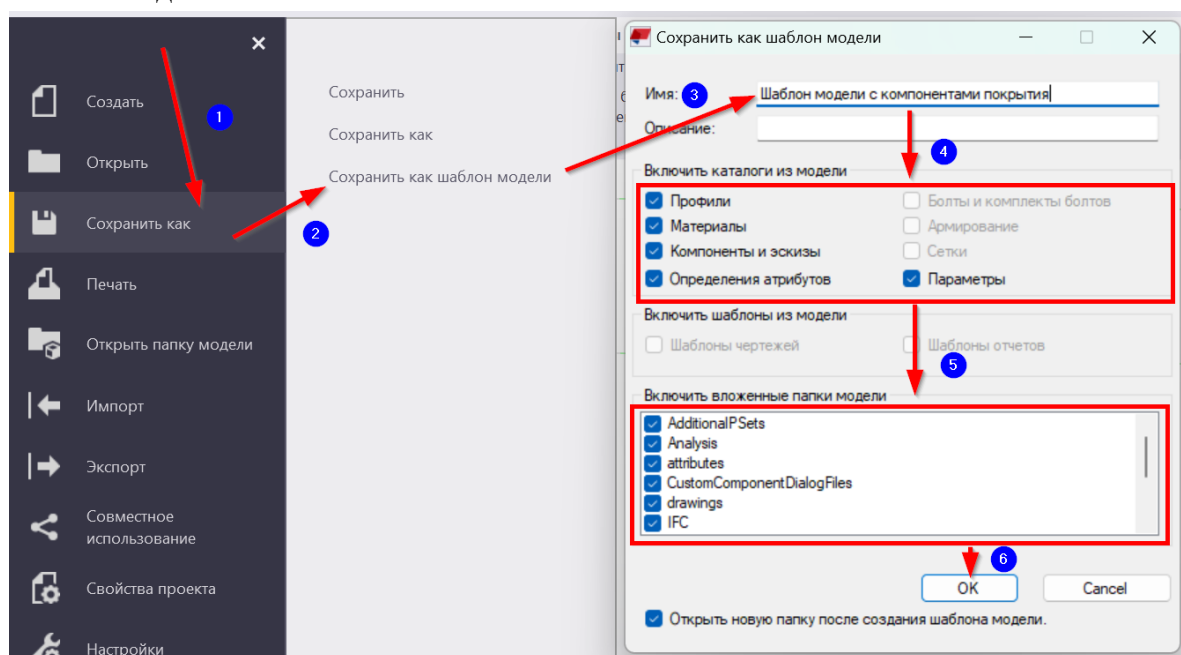 Создать
Открыть
Сохранить как
Печать
Открыть папку модели
Импорт
Экспорт
Совместное
использование
Свойства проекта
Настройки
1
Сохранить
Сохранить как
Сохранить как шаблон модели
2
Сохранить как шаблон модели
Имя: 3 Шаблон модели с компонентами покрытия
Описание:
4
Включить каталоги из модели
Профили
Болты и комплекты болтов
Материалы
Армирование
Компоненты и эскизы
Сетки
Определения атрибутов
Параметры
Включить шаблоны из модели
Шаблоны чертежей
Шаблоны отчетов
5
Включить вложенные папки модели
AdditionalPSets
Analysis
attributes
CustomComponentDialogFiles
drawings
IFC
6
OK
Cancel
Открыть новую папку после создания шаблона модели.